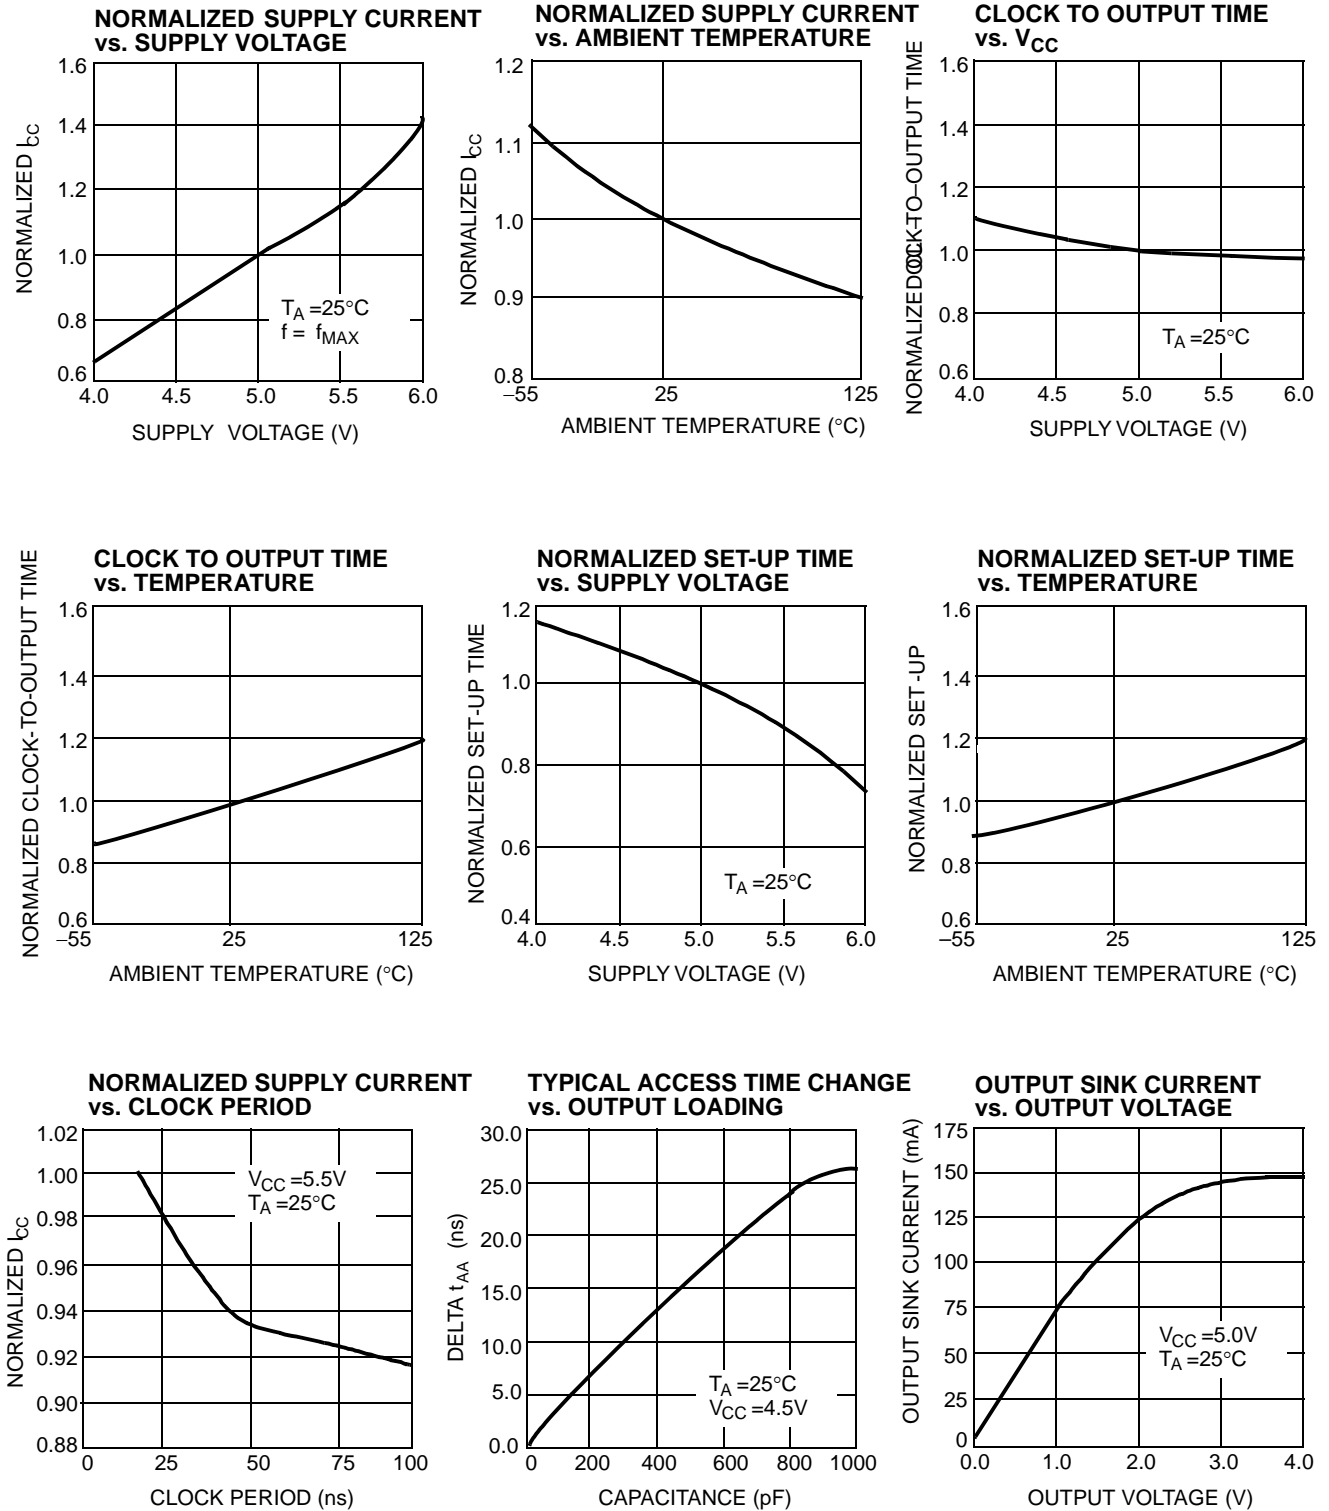 NORMALIZED SUPPLY CURRENT
vs. SUPPLY VOLTAGE
1.6
1.4
1.2
1.0
0.8
0.6
NORMALIZED ICC
TA =25°C
f = fMAX
4.0 4.5 5.0 5.5 6.0
SUPPLY VOLTAGE (V)
NORMALIZED SUPPLY CURRENT
vs. AMBIENT TEMPERATURE
1.2
1.1
1.0
0.9
0.8
NORMALIZED ICC
–55 25 125
AMBIENT TEMPERATURE (°C)
CLOCK TO OUTPUT TIME
vs. VCC
1.6
1.4
1.2
1.0
0.8
0.6
NORMALIZED CLOCK–TO–OUTPUT TIME
TA =25°C
4.0 4.5 5.0 5.5 6.0
SUPPLY VOLTAGE (V)
CLOCK TO OUTPUT TIME
vs. TEMPERATURE
1.6
1.4
1.2
1.0
0.8
0.6
NORMALIZED CLOCK-TO-OUTPUT TIME
–55 25 125
AMBIENT TEMPERATURE (°C)
NORMALIZED SET-UP TIME
vs. SUPPLY VOLTAGE
1.2
1.0
0.8
0.6
0.4
NORMALIZED SET-UP TIME
TA =25°C
4.0 4.5 5.0 5.5 6.0
SUPPLY VOLTAGE (V)
NORMALIZED SET-UP TIME
vs. TEMPERATURE
1.6
1.4
1.2
1.0
0.8
0.6
NORMALIZED SET -UP
–55 25 125
AMBIENT TEMPERATURE (°C)
NORMALIZED SUPPLY CURRENT
vs. CLOCK PERIOD
1.02
1.00
0.98
0.96
0.94
0.92
0.90
0.88
NORMALIZED ICC
VCC =5.5V
TA =25°C
0 25 50 75 100
CLOCK PERIOD (ns)
TYPICAL ACCESS TIME CHANGE
vs. OUTPUT LOADING
30.0
25.0
20.0
15.0
10.0
5.0
0.0
DELTA tAA (ns)
TA =25°C
VCC =4.5V
0 200 400 600 800 1000
CAPACITANCE (pF)
OUTPUT SINK CURRENT
vs. OUTPUT VOLTAGE
175
150
125
100
75
50
25
0
OUTPUT SINK CURRENT (mA)
VCC =5.0V
TA =25°C
0.0 1.0 2.0 3.0 4.0
OUTPUT VOLTAGE (V)